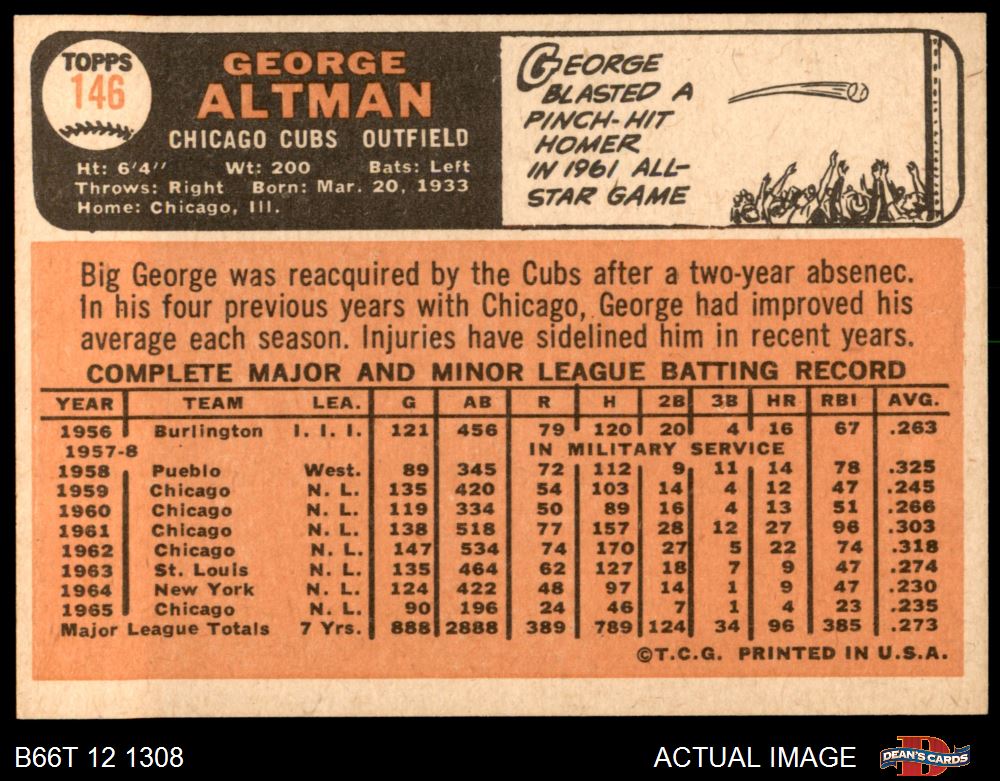 TOPPS
146
GEORGE
ALTMAN
CHICAGO CUBS OUTFIELD
Ht: 6'4'' Wt: 200 Bats: Left
Throws: Right Born: Mar. 20, 1933
Home: Chicago, Ill.
GEORGE
BLASTED A
PINCH-HIT
HOMER
IN 1961 ALL-
STAR GAME
Big George was reacquired by the Cubs after a two-year absenec.
In his four previous years with Chicago, George had improved his
average each season. Injuries have sidelined him in recent years.
COMPLETE MAJOR AND MINOR LEAGUE BATTING RECORD
YEAR TEAM LEA. G AB R H 2B 3B HR RBI AVG.
1956 Burlington I. I. I. 121 456 79 120 20 4 16 67 .263
1957-8 IN MILITARY SERVICE
1958 Pueblo West. 89 345 72 112 9 11 14 78 .325
1959 Chicago N. L. 135 420 54 103 14 4 12 47 .245
1960 Chicago N. L. 119 334 50 89 16 4 13 51 .266
1961 Chicago N. L. 138 518 77 157 28 12 27 96 .303
1962 Chicago N. L. 147 534 74 170 27 5 22 74 .318
1963 St. Louis N. L. 135 464 62 127 18 7 9 47 .274
1964 New York N. L. 124 422 48 97 14 1 9 47 .230
1965 Chicago N. L. 90 196 24 46 7 1 4 23 .235
Major League Totals 7 Yrs. 888 2888 389 789 124 34 96 385 .273
©T.C.G. PRINTED IN U.S.A.
B66T 12 1308
ACTUAL IMAGE
DEAN'S CARDS